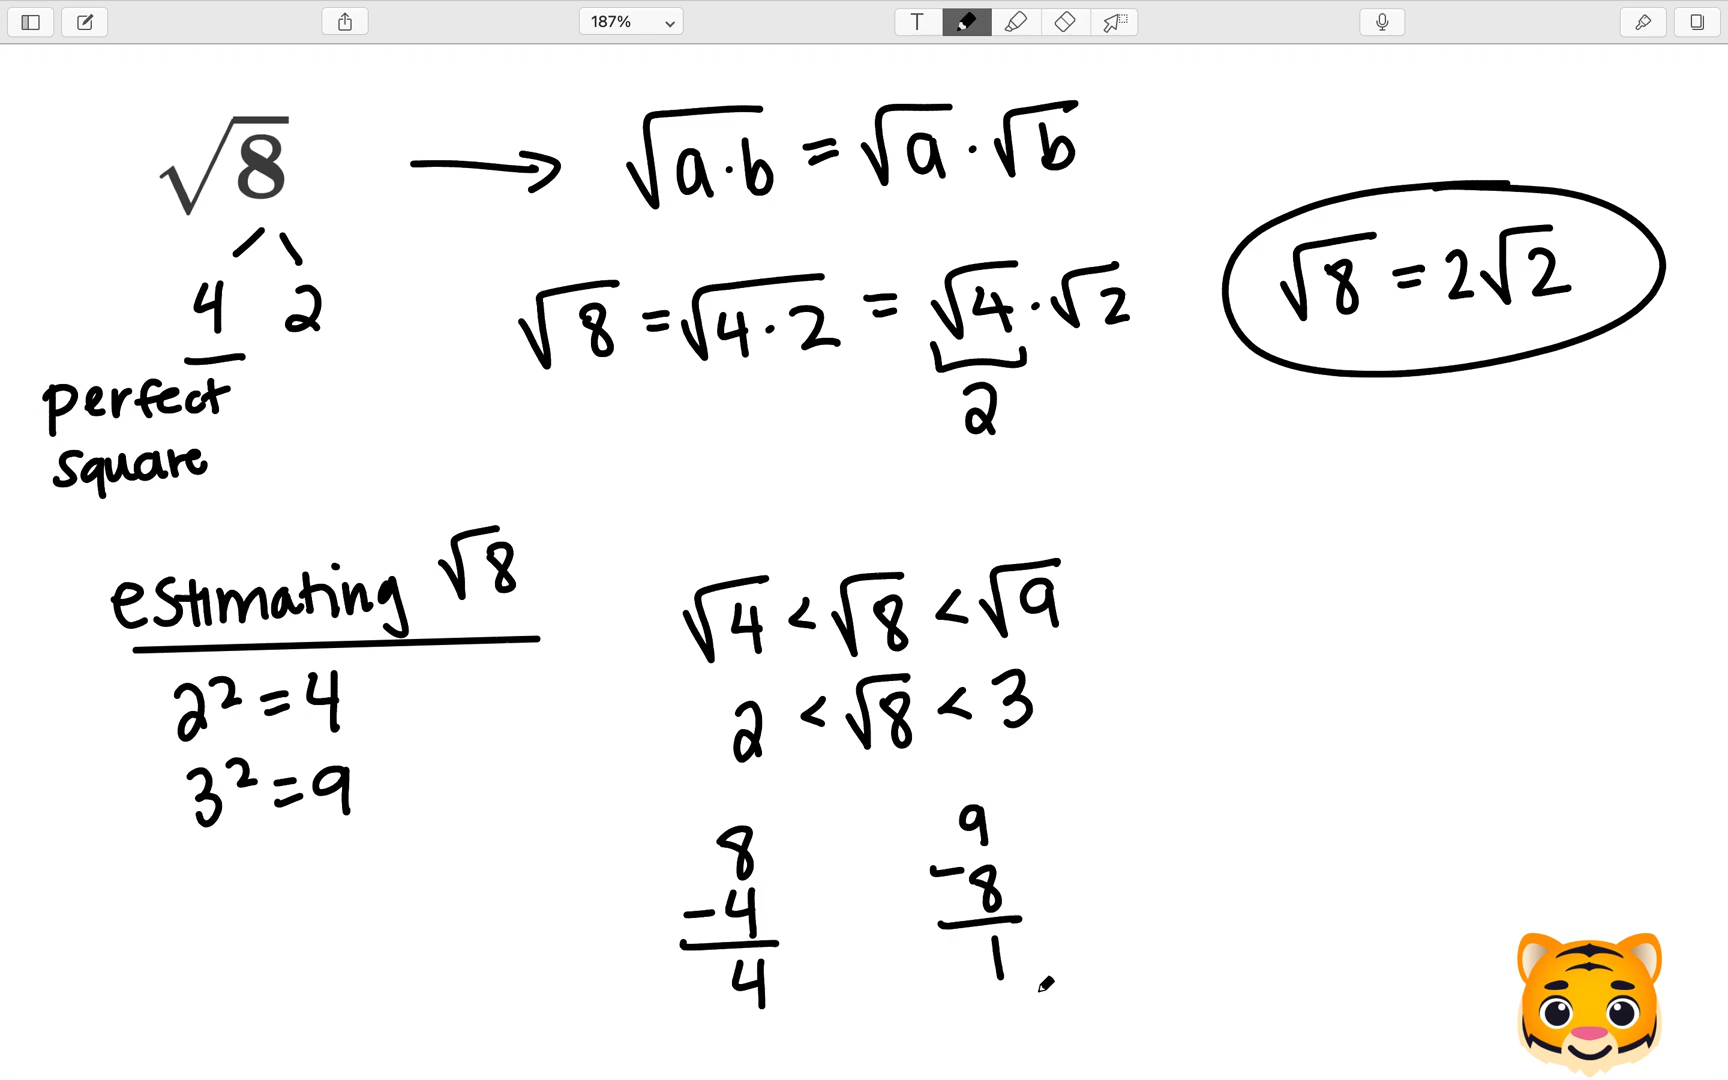 187%
T
√8 → √a·b = √a · √b
4 2
perfect
square
√8 = √4·2 = √4 · √2
2
√8 = 2√2
estimating √8
2² = 4
3² = 9
√4 < √8 < √9
2 < √8 < 3
8
-4
4
9
-8
1